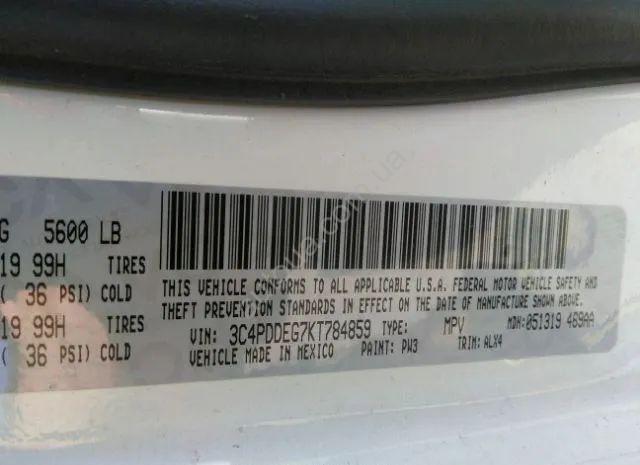 G 5600 LB
19 99H TIRES
( 36 PSI) COLD
19 99H TIRES
( 36 PSI) COLD
THIS VEHICLE CONFORMS TO ALL APPLICABLE U.S.A. FEDERAL MOTOR VEHICLE SAFETY AND
THEFT PREVENTION STANDARDS IN EFFECT ON THE DATE OF MANUFACTURE SHOWN ABOVE.
VIN: 3C4PDDEG7KT784859 TYPE: MPV MDH: 051319 469AA
VEHICLE MADE IN MEXICO PAINT: PW3 TRIM: ALX4